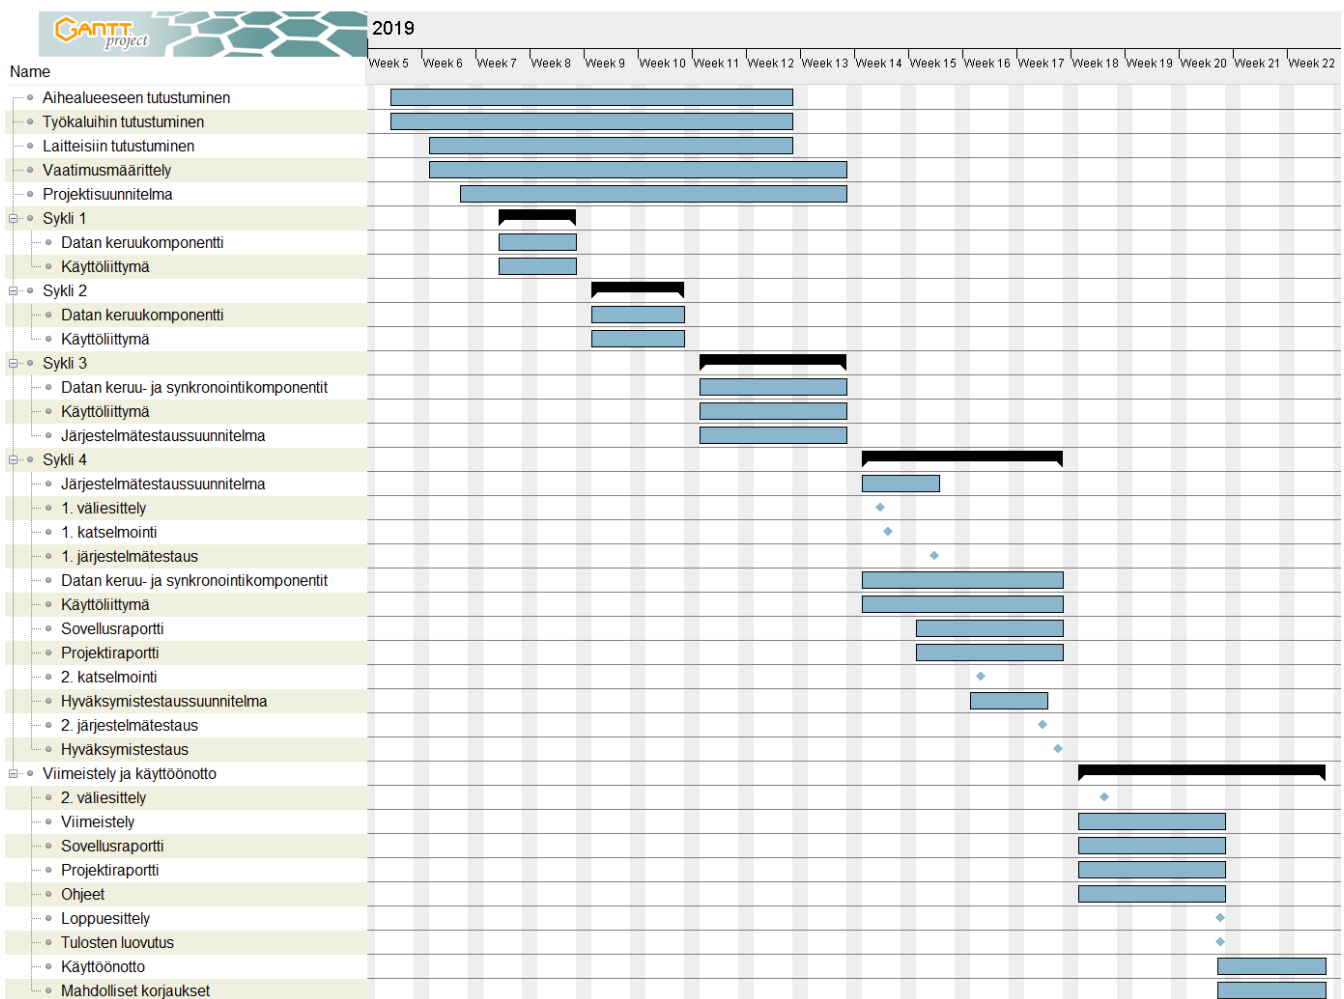 GANTT
project
2019
Name
Week 5 Week 6 Week 7 Week 8 Week 9 Week 10 Week 11 Week 12 Week 13 Week 14 Week 15 Week 16 Week 17 Week 18 Week 19 Week 20 Week 21 Week 22
Aihealueeseen tutustuminen
Työkaluihin tutustuminen
Laitteisiin tutustuminen
Vaatimusmäärittely
Projektisuunnitelma
Sykli 1
Datan keruukomponentti
Käyttöliittymä
Sykli 2
Datan keruukomponentti
Käyttöliittymä
Sykli 3
Datan keruu- ja synkronointikomponentit
Käyttöliittymä
Järjestelmätestaussuunnitelma
Sykli 4
Järjestelmätestaussuunnitelma
1. väliesittely
1. katselmointi
1. järjestelmätestaus
Datan keruu- ja synkronointikomponentit
Käyttöliittymä
Sovellusraportti
Projektiraportti
2. katselmointi
Hyväksymistestaussuunnitelma
2. järjestelmätestaus
Hyväksymistestaus
Viimeistely ja käyttöönotto
2. väliesittely
Viimeistely
Sovellusraportti
Projektiraportti
Ohjeet
Loppuesittely
Tulosten luovutus
Käyttöönotto
Mahdolliset korjaukset